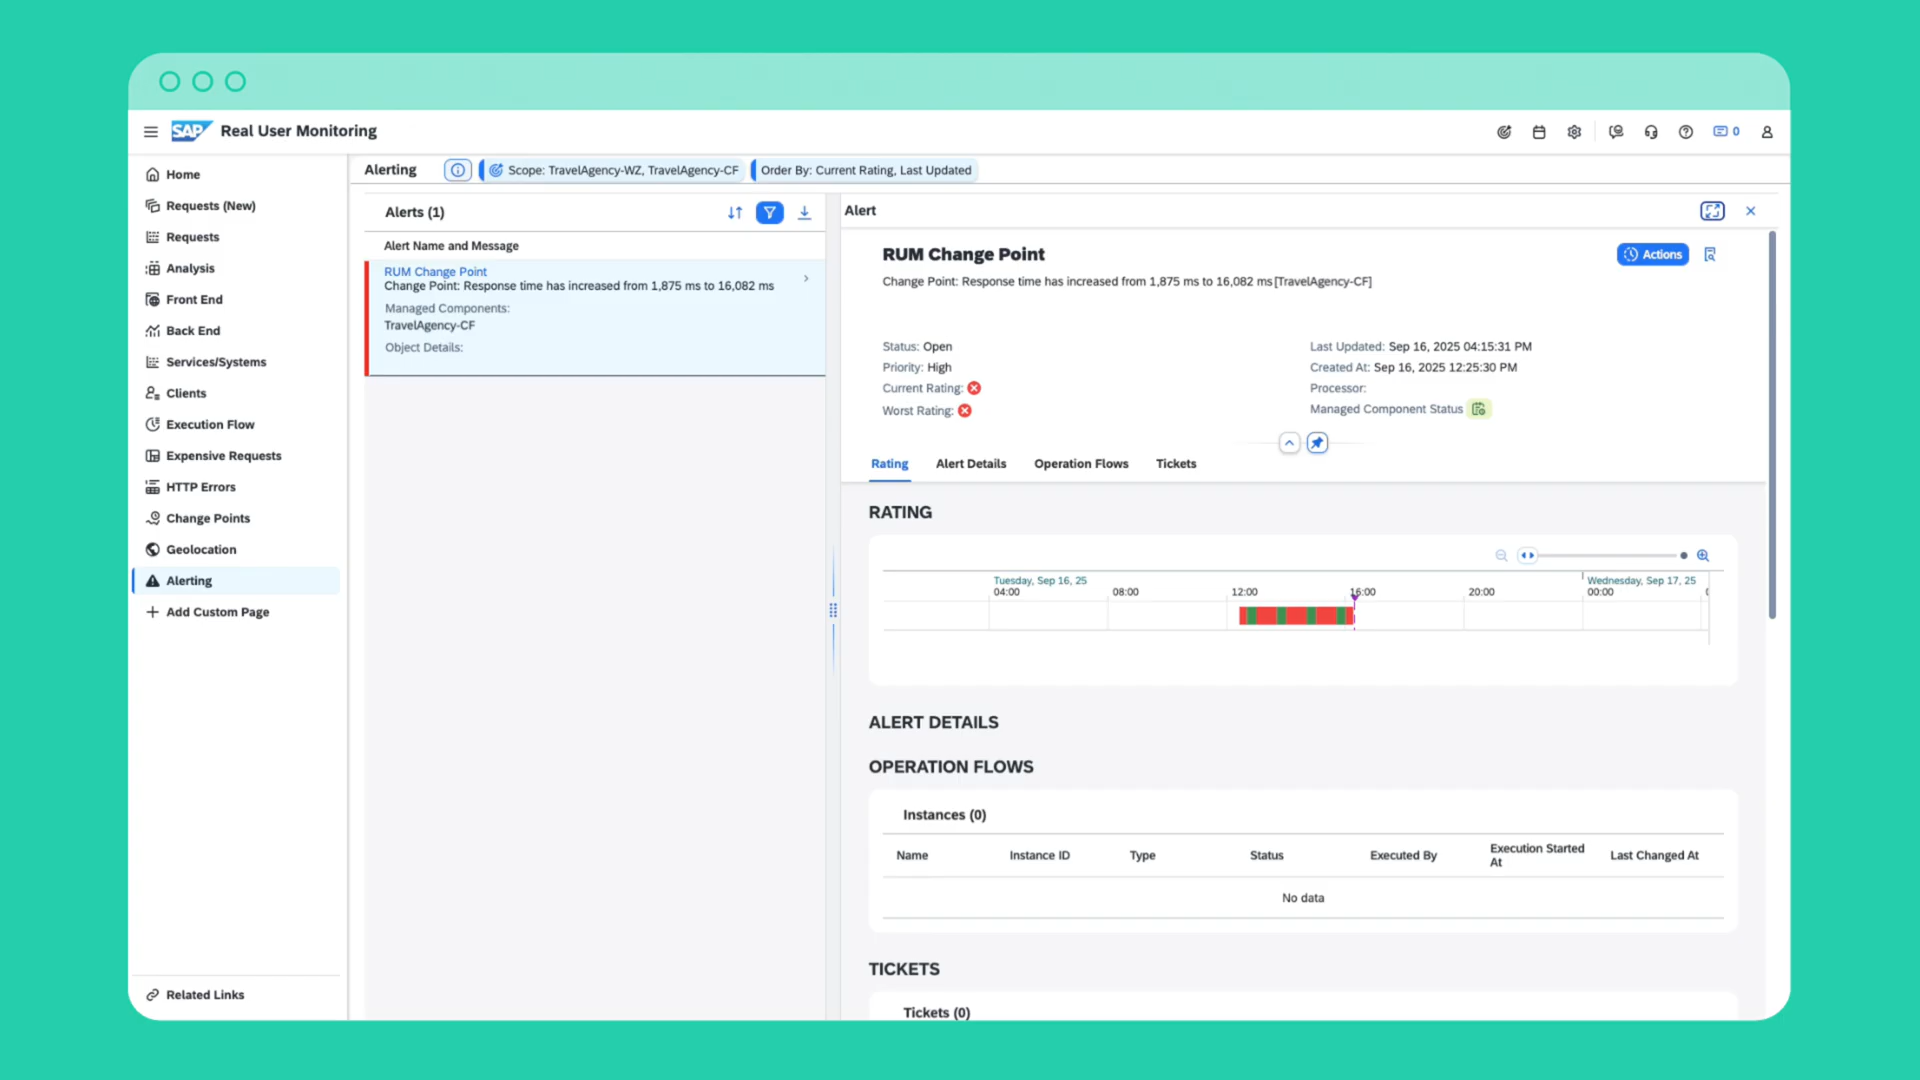 SAP Real User Monitoring
0
Home
Requests (New)
Requests
Analysis
Front End
Back End
Services/Systems
Clients
Execution Flow
Expensive Requests
HTTP Errors
Change Points
Geolocation
Alerting
Add Custom Page
Related Links
Alerting
Scope: TravelAgency-WZ, TravelAgency-CF
Order By: Current Rating, Last Updated
Alerts (1)
Alert Name and Message
RUM Change Point
Change Point: Response time has increased from 1,875 ms to 16,082 ms
Managed Components:
TravelAgency-CF
Object Details:
Alert
RUM Change Point
Actions
Change Point: Response time has increased from 1,875 ms to 16,082 ms [TravelAgency-CF]
Status: Open
Priority: High
Current Rating:
Worst Rating:
Last Updated: Sep 16, 2025 04:15:31 PM
Created At: Sep 16, 2025 12:25:30 PM
Processor:
Managed Component Status
Rating
Alert Details
Operation Flows
Tickets
RATING
Tuesday, Sep 16, 25
Wednesday, Sep 17, 25
04:00
08:00
12:00
16:00
20:00
00:00
ALERT DETAILS
OPERATION FLOWS
Instances (0)
Name
Instance ID
Type
Status
Executed By
Execution Started
At
Last Changed At
No data
TICKETS
Tickets (0)